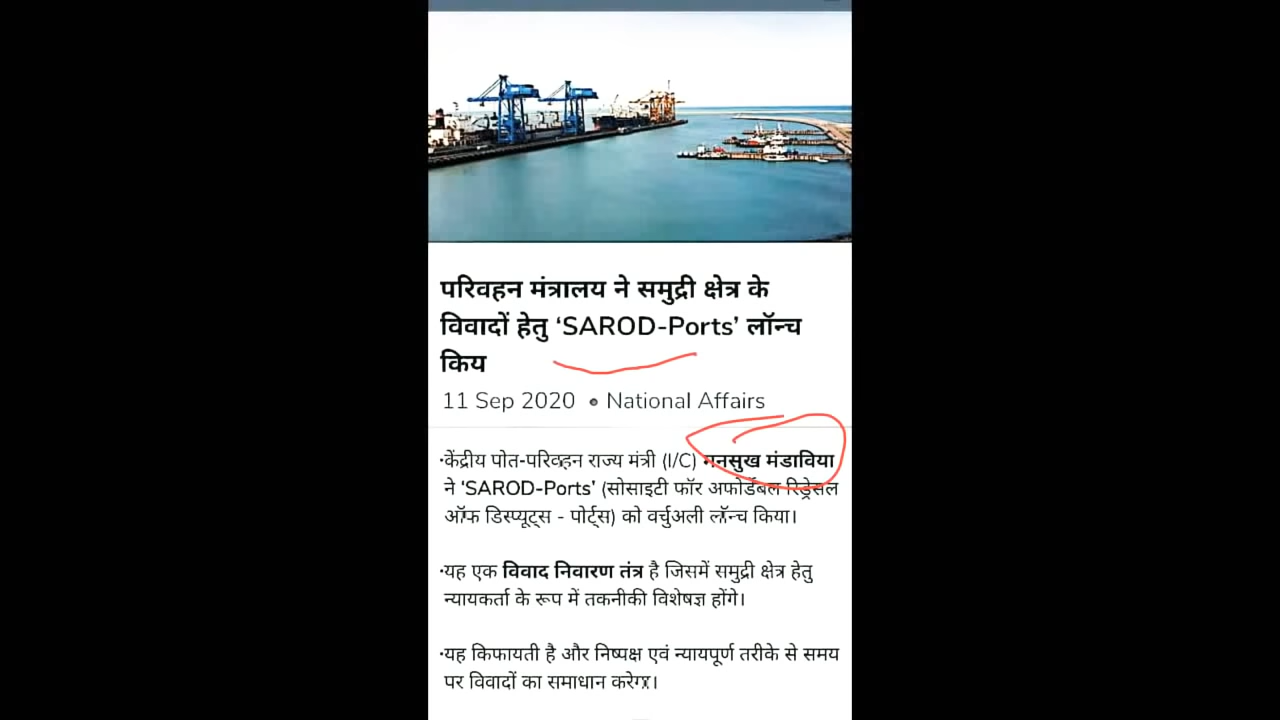 परिवहन मंत्रालय ने समुद्री क्षेत्र के
विवादों हेतु ‘SAROD-Ports’ लॉन्च
किय
11 Sep 2020 • National Affairs
·केंद्रीय पोत-परिवहन राज्य मंत्री (I/C) मनसुख मंडाविया
ने ‘SAROD-Ports’ (सोसाइटी फॉर अफोर्डेबल रिड्रेसल
ऑफ डिस्प्यूट्स - पोर्ट्स) को वर्चुअली लॉन्च किया।
·यह एक विवाद निवारण तंत्र है जिसमें समुद्री क्षेत्र हेतु
न्यायकर्ता के रूप में तकनीकी विशेषज्ञ होंगे।
·यह किफायती है और निष्पक्ष एवं न्यायपूर्ण तरीके से समय
पर विवादों का समाधान करेगा।